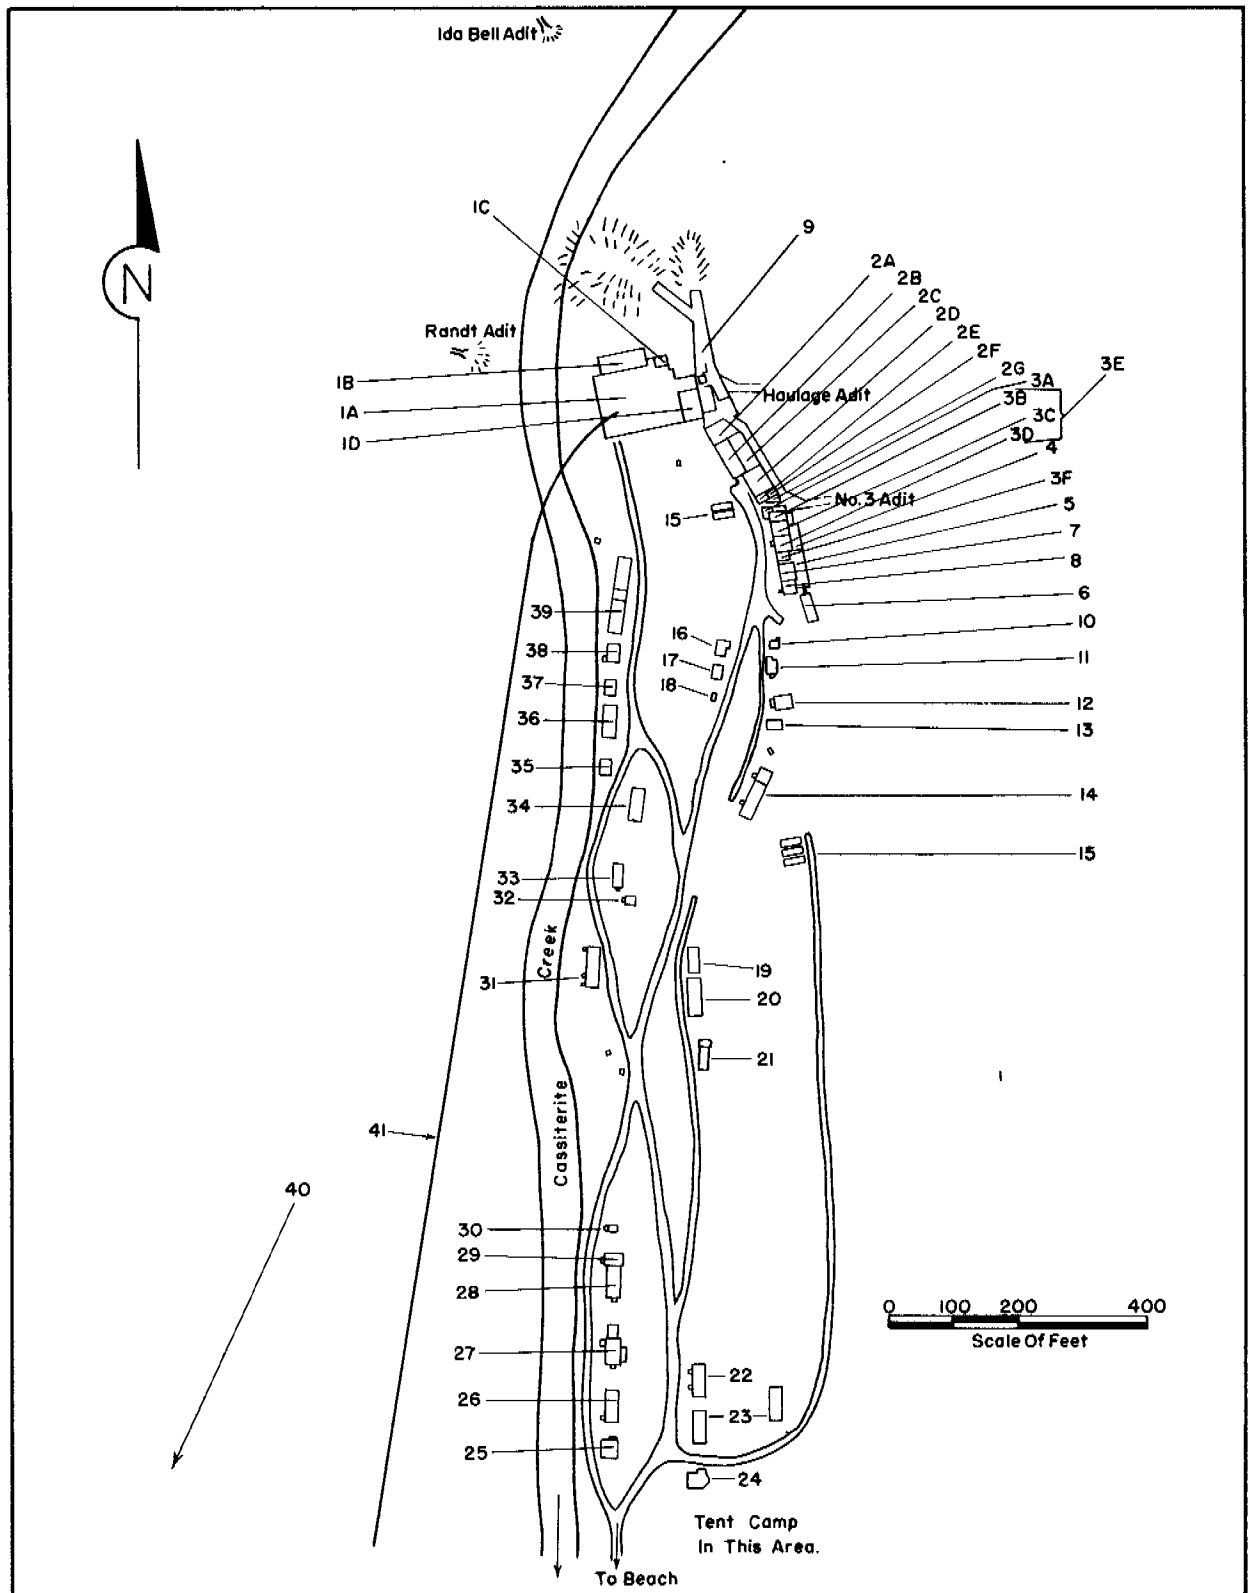 Ida Bell Adit
N
1C
9
2A
2B
2C
2D
2E
2F
2G
3A
3B
3C
3D
3E
4
3F
5
7
8
6
10
11
12
13
14
15
Randt Adit
1B
1A
1D
Haulage Adit
No. 3 Adit
15
39
38
37
36
35
34
33
32
31
16
17
18
19
20
21
Cassiterite Creek
41
40
30
29
28
27
26
25
22
23
24
0 100 200 400
Scale Of Feet
Tent Camp
In This Area.
To Beach